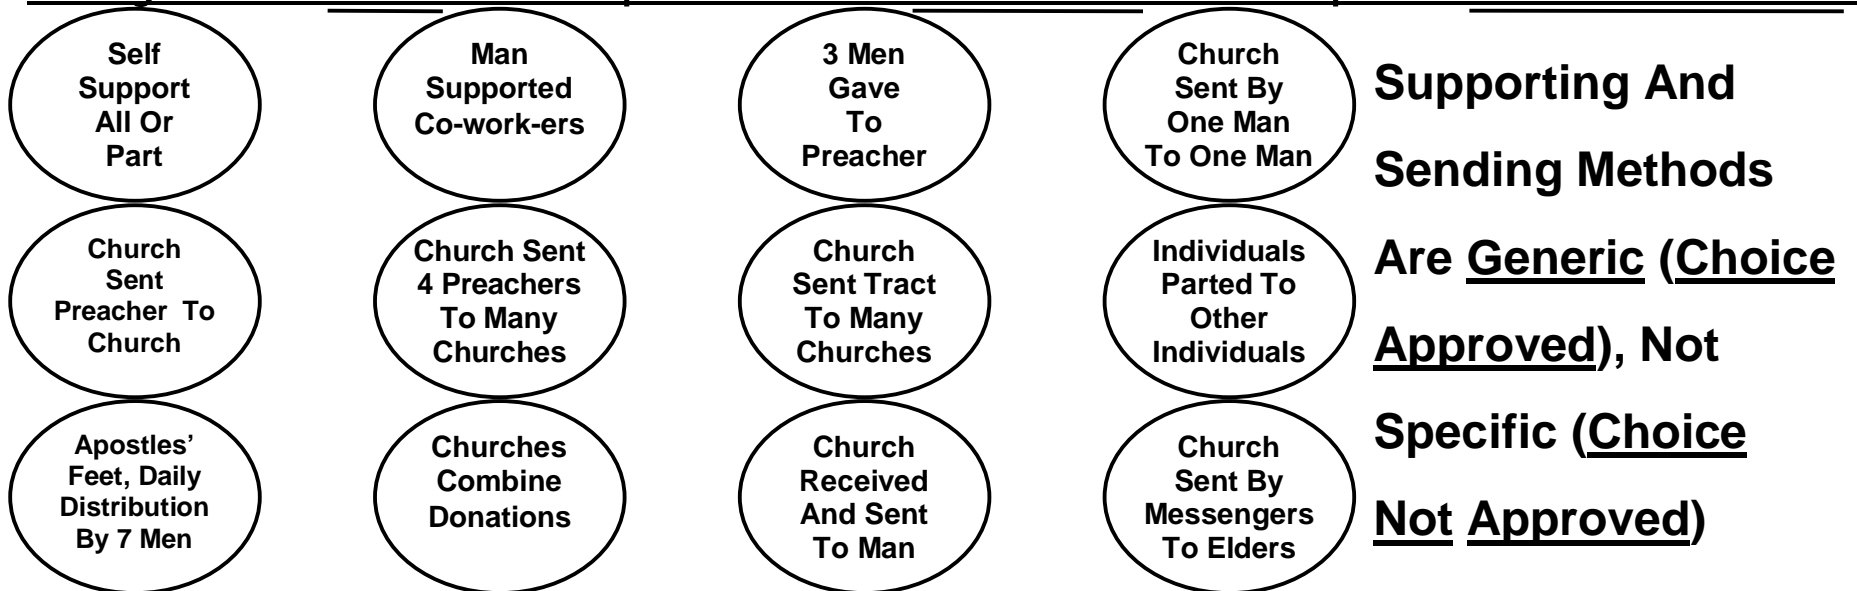 Self
Support
All Or
Part
Man
Supported
Co-work-ers
3 Men
Gave
To
Preacher
Church
Sent By
One Man
To One Man
Church
Sent
Preacher To
Church
Church Sent
4 Preachers
To Many
Churches
Church
Sent Tract
To Many
Churches
Individuals
Parted To
Other
Individuals
Apostles’
Feet, Daily
Distribution
By 7 Men
Churches
Combine
Donations
Church
Received
And Sent
To Man
Church
Sent By
Messengers
To Elders
Supporting And
Sending Methods
Are Generic (Choice
Approved), Not
Specific (Choice
Not Approved)